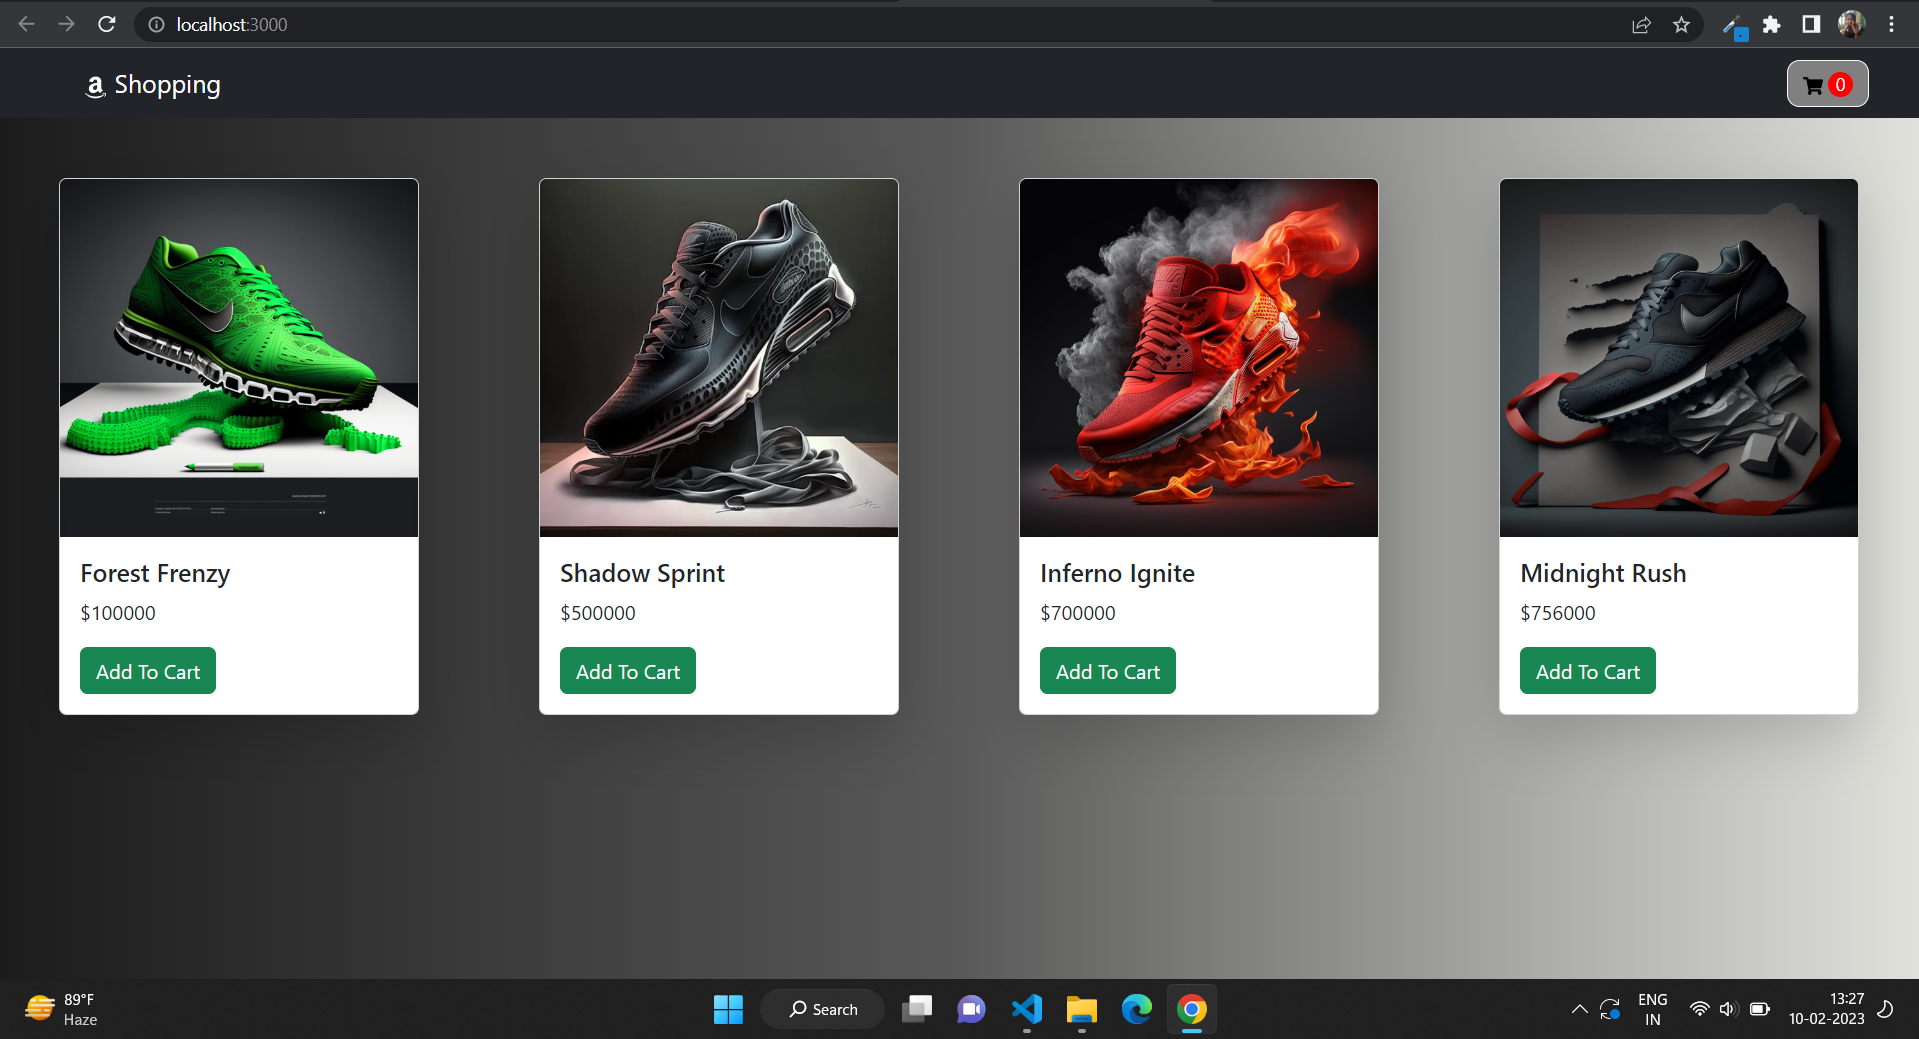 localhost:3000
a Shopping
0
Forest Frenzy
$100000
Add To Cart
Shadow Sprint
$500000
Add To Cart
Inferno Ignite
$700000
Add To Cart
Midnight Rush
$756000
Add To Cart
89°F
Haze
Search
ENG
IN
13:27
10-02-2023